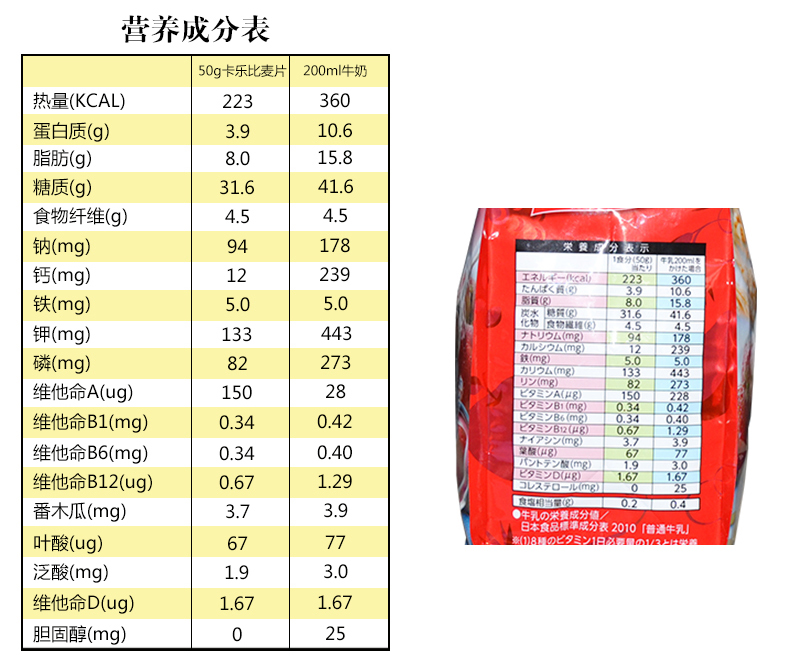 营养成分表
50g卡乐比麦片 200ml牛奶
热量(KCAL) 223 360
蛋白质(g) 3.9 10.6
脂肪(g) 8.0 15.8
糖质(g) 31.6 41.6
食物纤维(g) 4.5 4.5
钠(mg) 94 178
钙(mg) 12 239
铁(mg) 5.0 5.0
钾(mg) 133 443
磷(mg) 82 273
维他命A(ug) 150 28
维他命B1(mg) 0.34 0.42
维他命B6(mg) 0.34 0.40
维他命B12(ug) 0.67 1.29
番木瓜(mg) 3.7 3.9
叶酸(ug) 67 77
泛酸(mg) 1.9 3.0
维他命D(ug) 1.67 1.67
胆固醇(mg) 0 25
栄養成分表示
1食分(50g)当たり 牛乳200mlをかけた場合
エネルギー(kcal) 223 360
たんぱく質(g) 3.9 10.6
脂質(g) 8.0 15.8
炭水化物 糖質(g) 31.6 41.6
食物繊維(g) 4.5 4.5
ナトリウム(mg) 94 178
カルシウム(mg) 12 239
鉄(mg) 5.0 5.0
カリウム(mg) 133 443
リン(mg) 82 273
ビタミンA(μg) 150 228
ビタミンB1(mg) 0.34 0.42
ビタミンB6(mg) 0.34 0.40
ビタミンB12(μg) 0.67 1.29
ナイアシン(mg) 3.7 3.9
葉酸(μg) 67 77
パントテン酸(mg) 1.9 3.0
ビタミンD(μg) 1.67 1.67
コレステロール(mg) 0 25
食塩相当量(g) 0.2 0.4
●牛乳の栄養成分値/
日本食品標準成分表2010「普通牛乳」
※(1)8種のビタミン1日必要量の1/3とは栄養